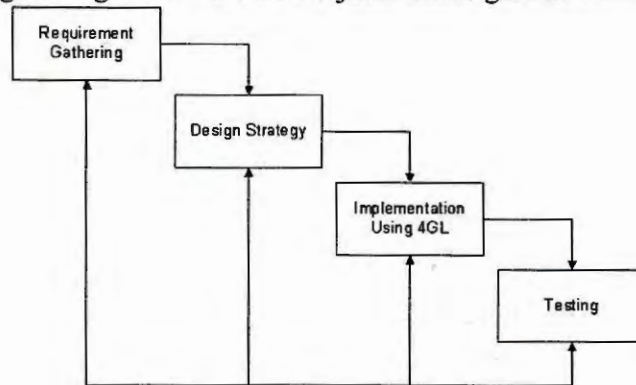 Requirement
Gathering
Design Strategy
Implementation
Using 4GL
Testing